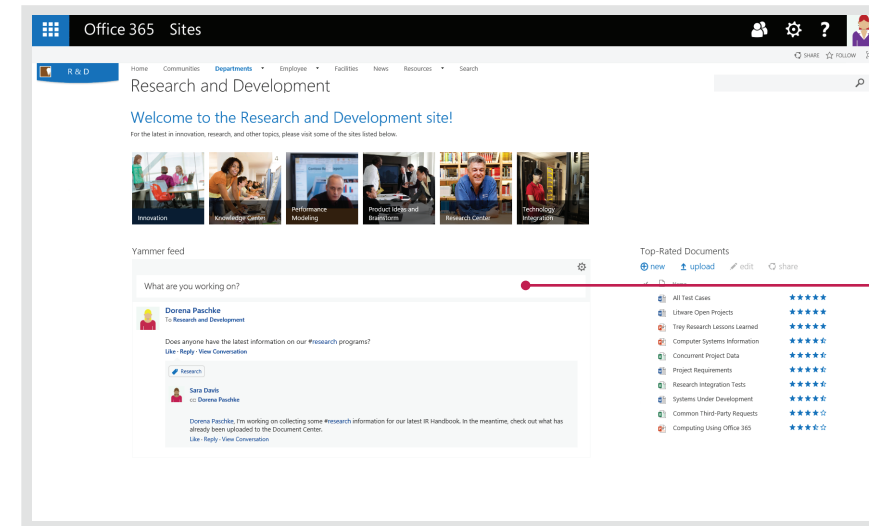 Office 365 Sites
?
SHARE FOLLOW
R & D
Home Communities Departments Employee Facilities News Resources Search
Research and Development
Welcome to the Research and Development site!
For the latest in innovation, research, and other topics, please visit some of the sites listed below.
Innovation
Knowledge Center
Performance
Modeling
Product Ideas and
Brainstorm
Research Center
Technology
Integration
Yammer feed
What are you working on?
Dorena Paschke
To Research and Development
Does anyone have the latest information on our #research programs?
Like · Reply · View Conversation
Research
Sara Davis
cc: Dorena Paschke
Dorena Paschke, I'm working on collecting some #research information for our latest IR Handbook. In the meantime, check out what has
already been uploaded to the Document Center.
Like · Reply · View Conversation
Top-Rated Documents
new upload edit share
All Test Cases
Litware Open Projects
Trey Research Lessons Learned
Computer Systems Information
Concurrent Project Data
Project Requirements
Research Integration Tests
Systems Under Development
Common Third-Party Requests
Computing Using Office 365